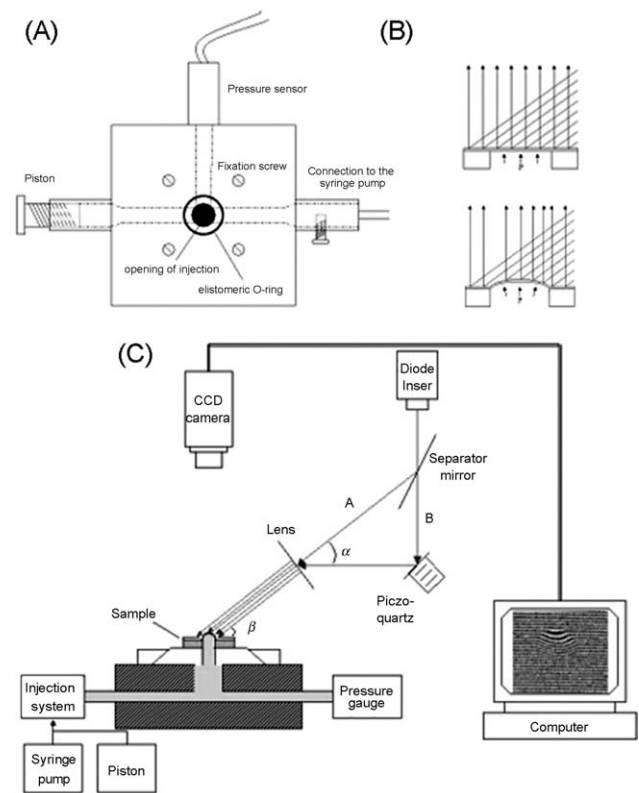 (A)
Pressure sensor
Fixation screw
Piston
Connection to the
syringe pump
opening of injection
elistomeric O-ring
(B)
P
P
(C)
CCD
camera
Diode
Inser
Separator
mirror
A
B
Lens
α
Piczo-
quartz
Sample
β
Injection
system
Pressure
gauge
Syringe
pump
Piston
Computer